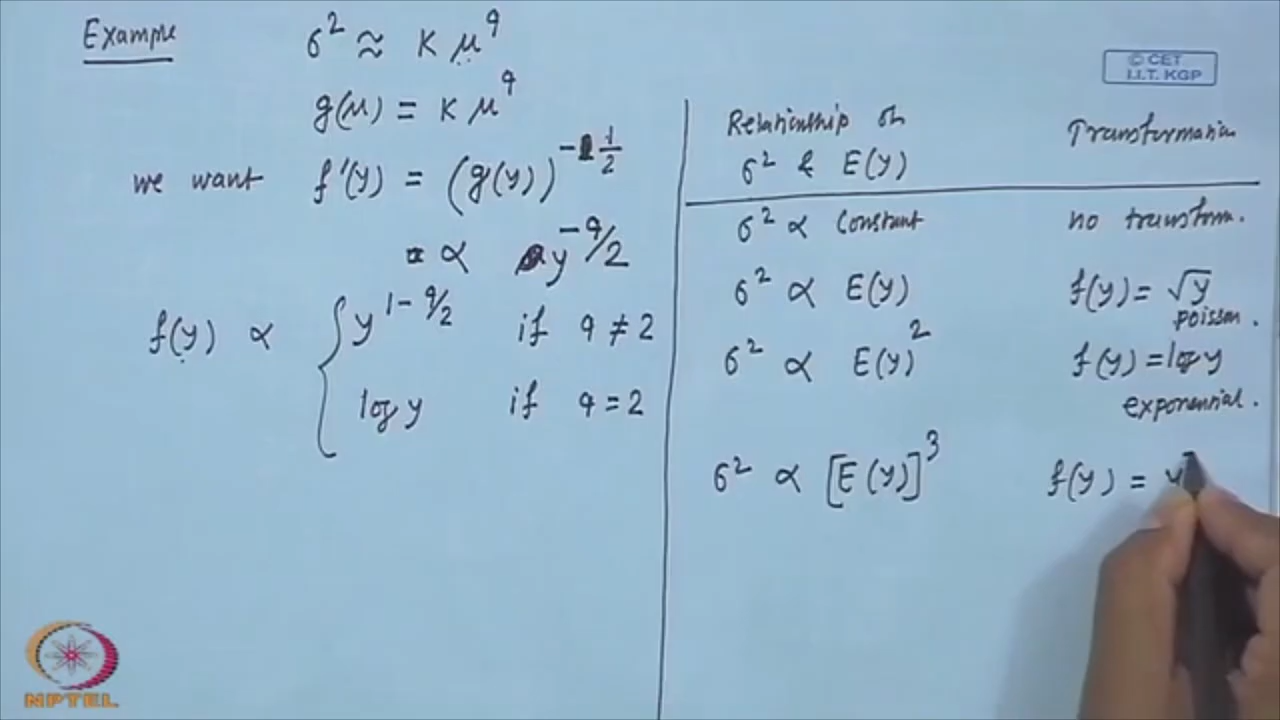 Example σ² ≈ K μ^q
g(μ) = K μ^q
we want f'(y) = (g(y))^-1/2
∝ y^-q/2
f(y) ∝ { y^1-q/2 if q ≠ 2
log y if q = 2
© CET
I.I.T. KGP
Relationship on Transformation
σ² & E(y)
σ² ∝ Constant no transform.
σ² ∝ E(y) f(y) = √y
poisson.
σ² ∝ E(y)² f(y) = log y
exponential.
σ² ∝ [E(y)]³ f(y) = y
NPTEL